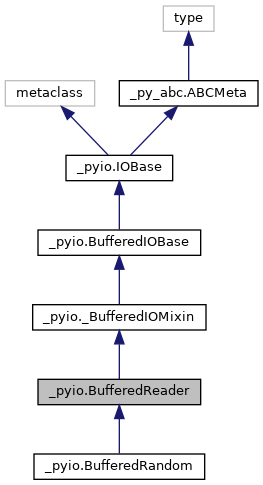 type
metaclass
_py_abc.ABCMeta
_pyio.IOBase
_pyio.BufferedIOBase
_pyio._BufferedIOMixin
_pyio.BufferedReader
_pyio.BufferedRandom